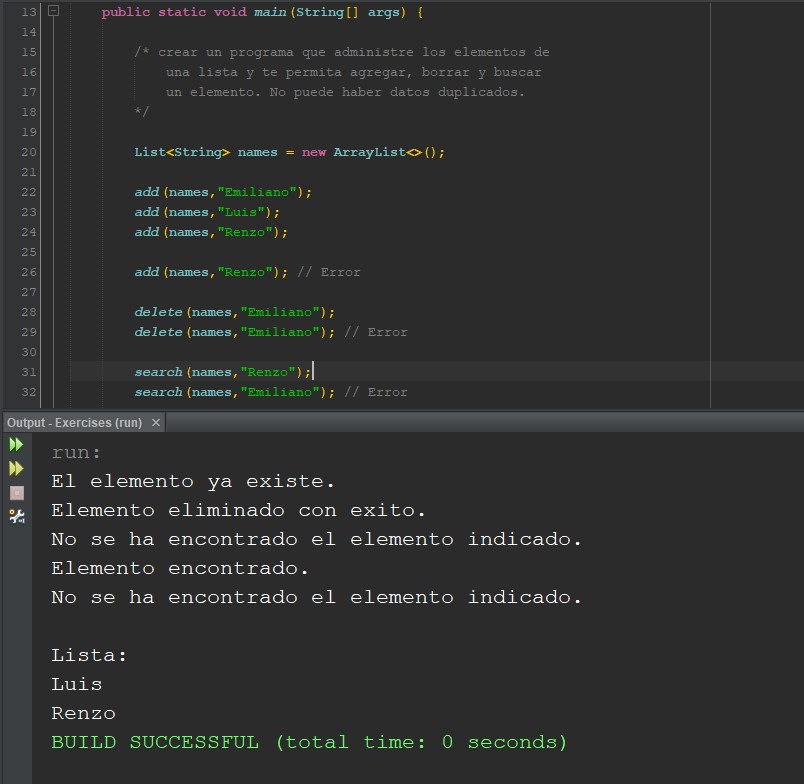 13 public static void main(String[] args) {
14
15 /* crear un programa que administre los elementos de
16 una lista y te permita agregar, borrar y buscar
17 un elemento. No puede haber datos duplicados.
18 */
19
20 List<String> names = new ArrayList<>();
21
22 add(names,"Emiliano");
23 add(names,"Luis");
24 add(names,"Renzo");
25
26 add(names,"Renzo"); // Error
27
28 delete(names,"Emiliano");
29 delete(names,"Emiliano"); // Error
30
31 search(names,"Renzo");
32 search(names,"Emiliano"); // Error
Output - Exercises (run) ×
run:
El elemento ya existe.
Elemento eliminado con exito.
No se ha encontrado el elemento indicado.
Elemento encontrado.
No se ha encontrado el elemento indicado.
Lista:
Luis
Renzo
BUILD SUCCESSFUL (total time: 0 seconds)